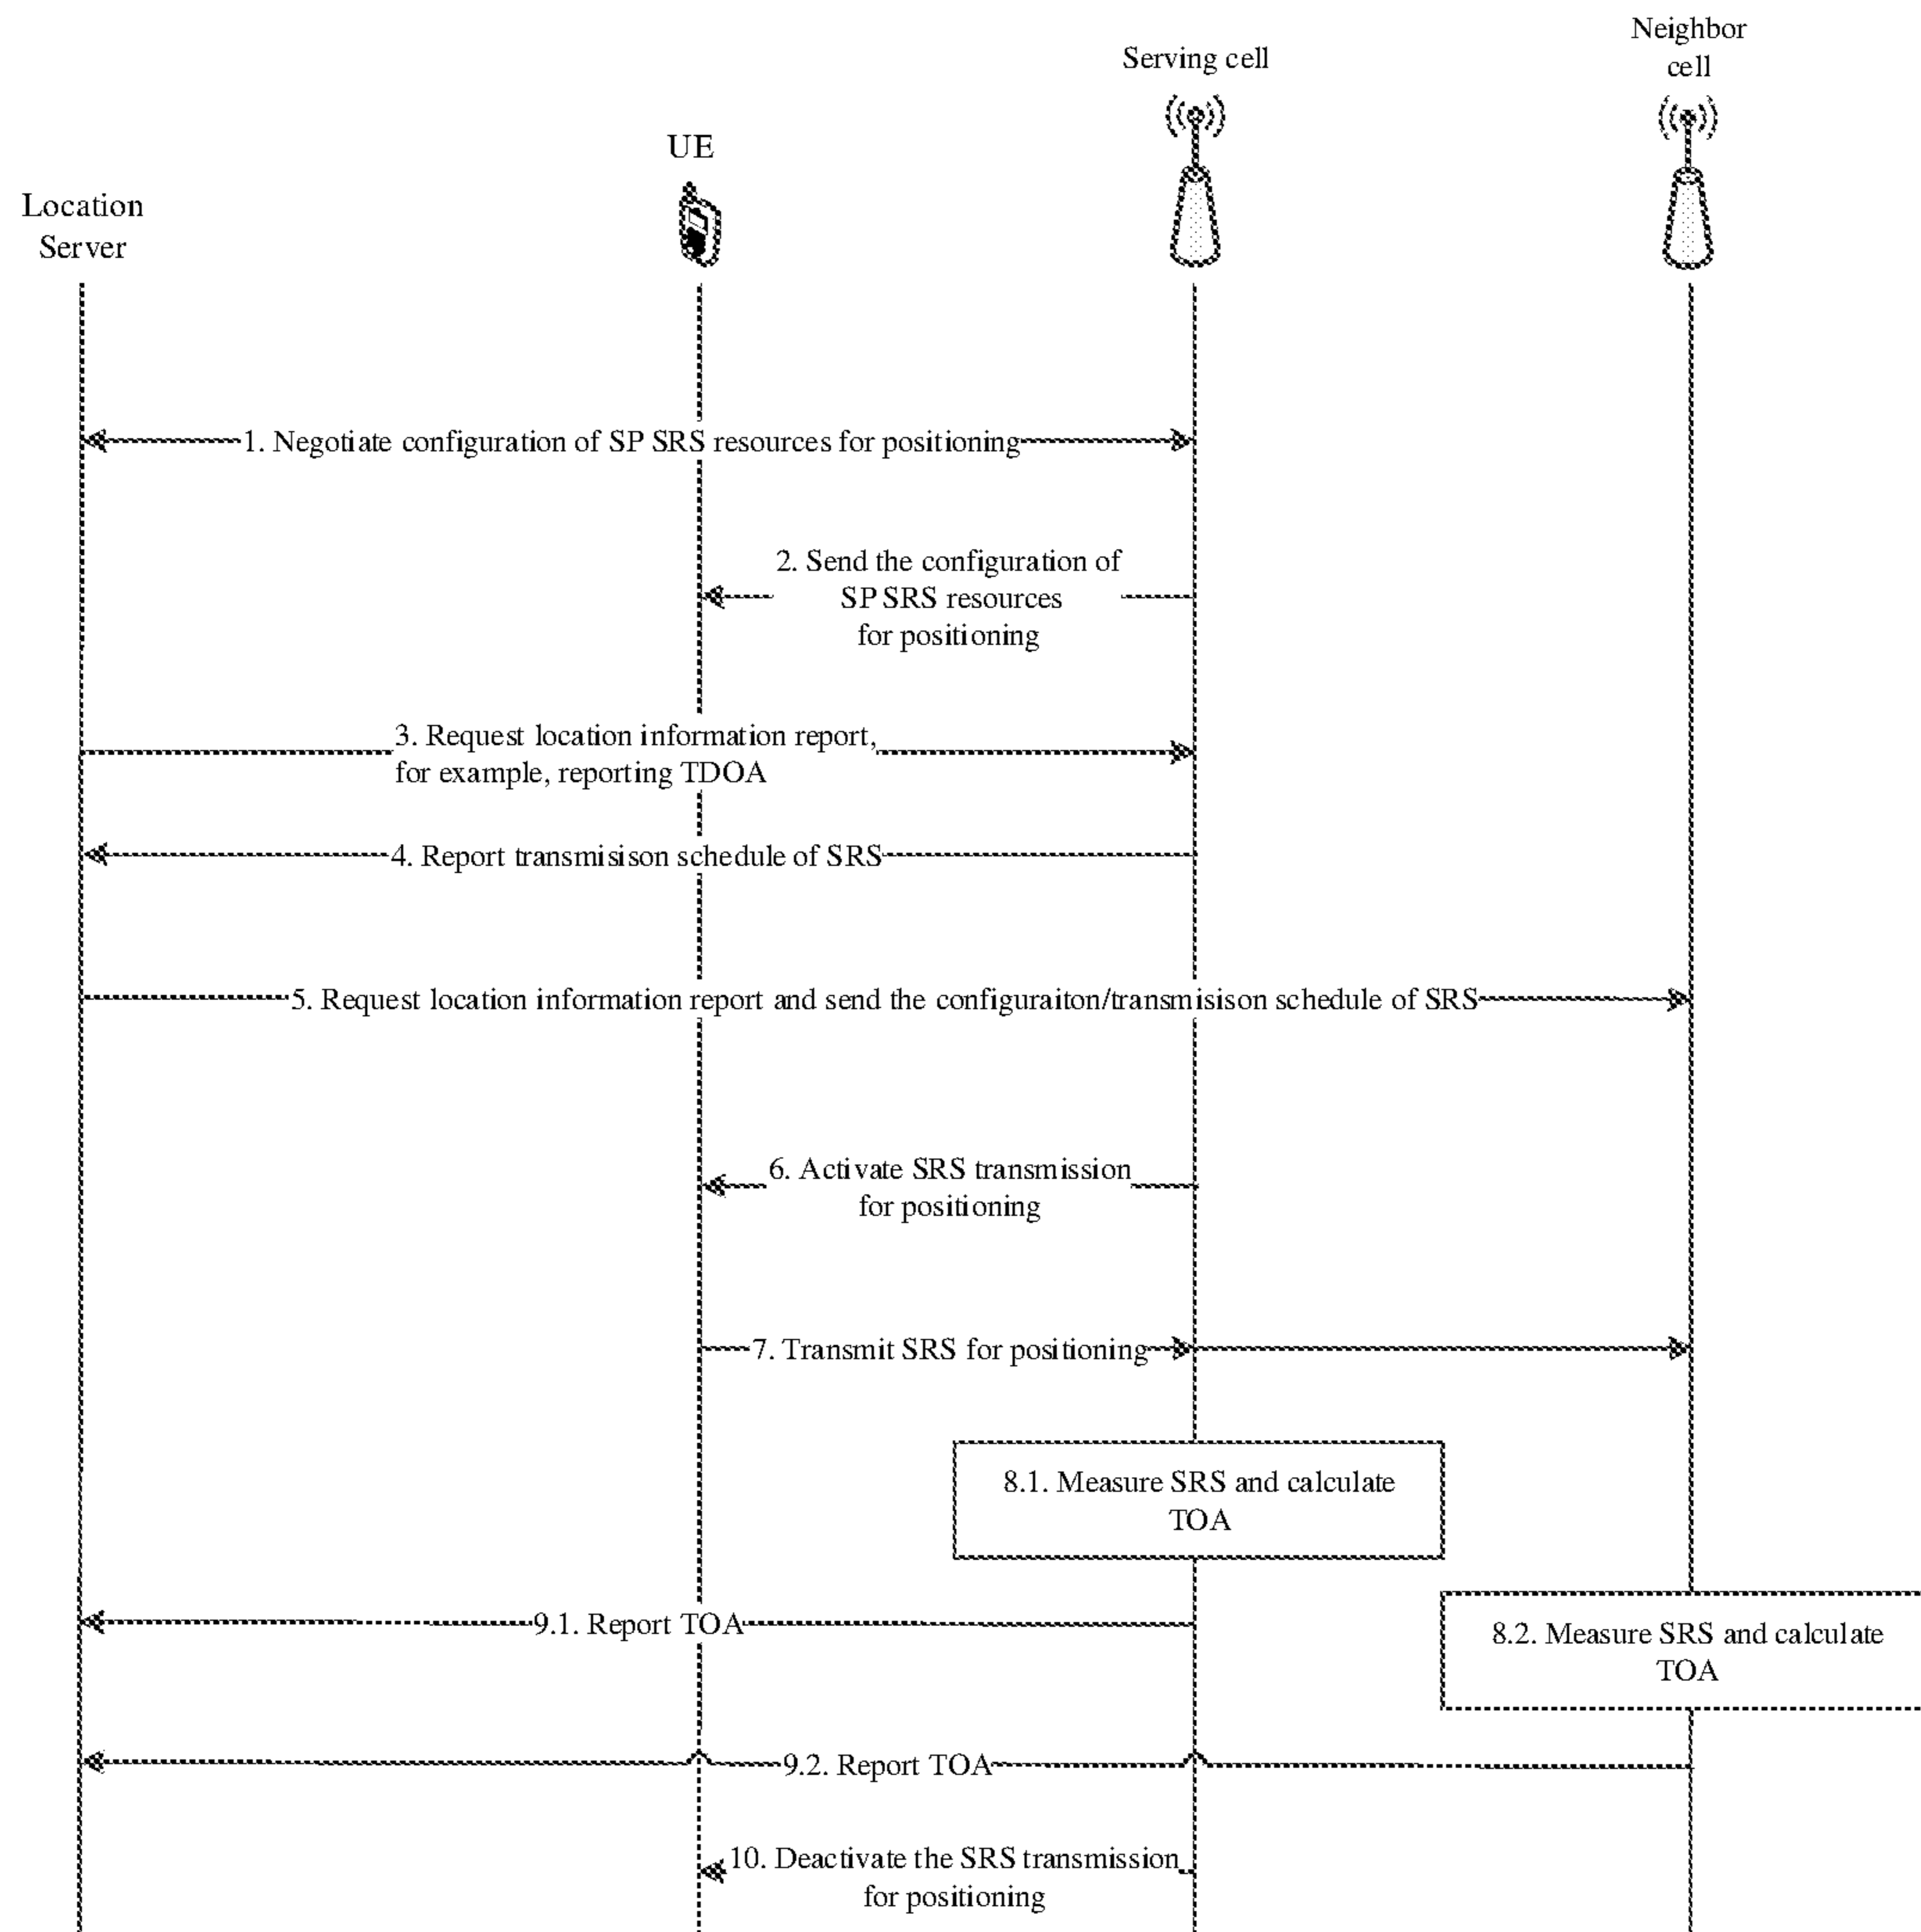 Neighbor
cell
Serving cell
UE
Location
Server
1. Negotiate configuration of SP SRS resources for positioning
2. Send the configuration of
SP SRS resources
for positioning
3. Request location information report,
for example, reporting TDOA
4. Report transmisison schedule of SRS
5. Request location information report and send the configuraiton/transmisison schedule of SRS
6. Activate SRS transmission
for positioning
7. Transmit SRS for positioning
8.1. Measure SRS and calculate
TOA
9.1. Report TOA
8.2. Measure SRS and calculate
TOA
9.2. Report TOA
10. Deactivate the SRS transmission
for positioning